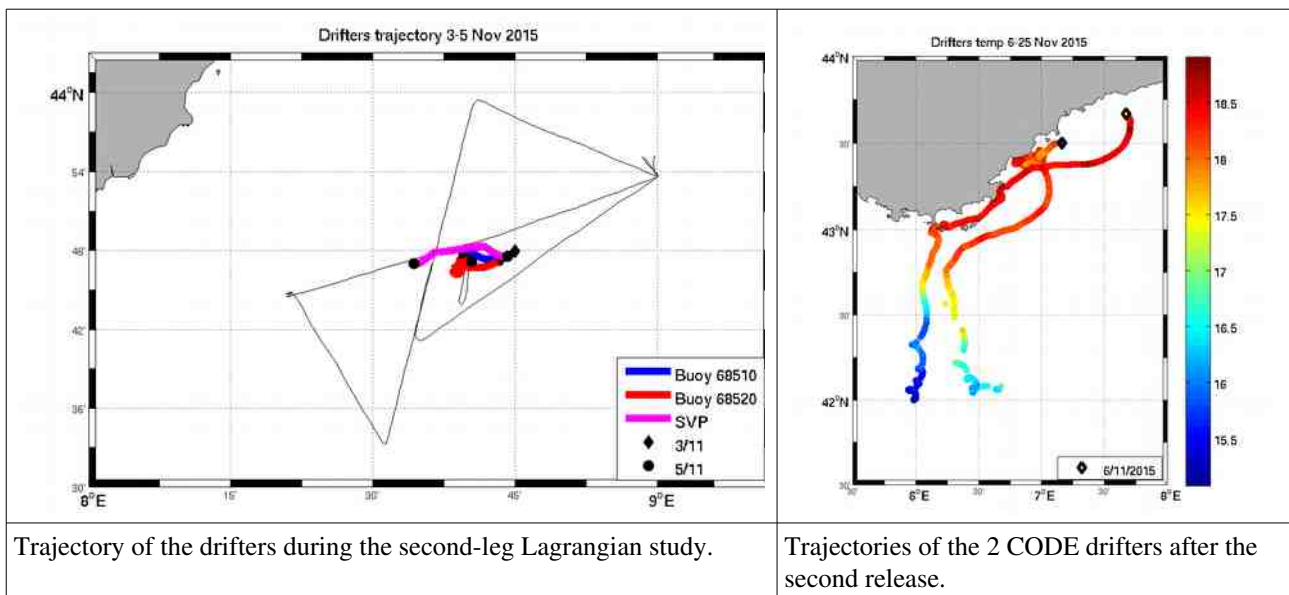 Drifters trajectory 3-5 Nov 2015
44°N
54'
48'
42'
36'
30'
8°E
15'
30'
45'
9°E
Buoy 68510
Buoy 68520
SVP
3/11
5/11
Drifters temp 6-25 Nov 2015
44°N
30'
43°N
30'
42°N
30'
30'
6°E
30'
7°E
30'
8°E
6/11/2015
18.5
18
17.5
17
16.5
16
15.5
Trajectory of the drifters during the second-leg Lagrangian study.
Trajectories of the 2 CODE drifters after the
second release.